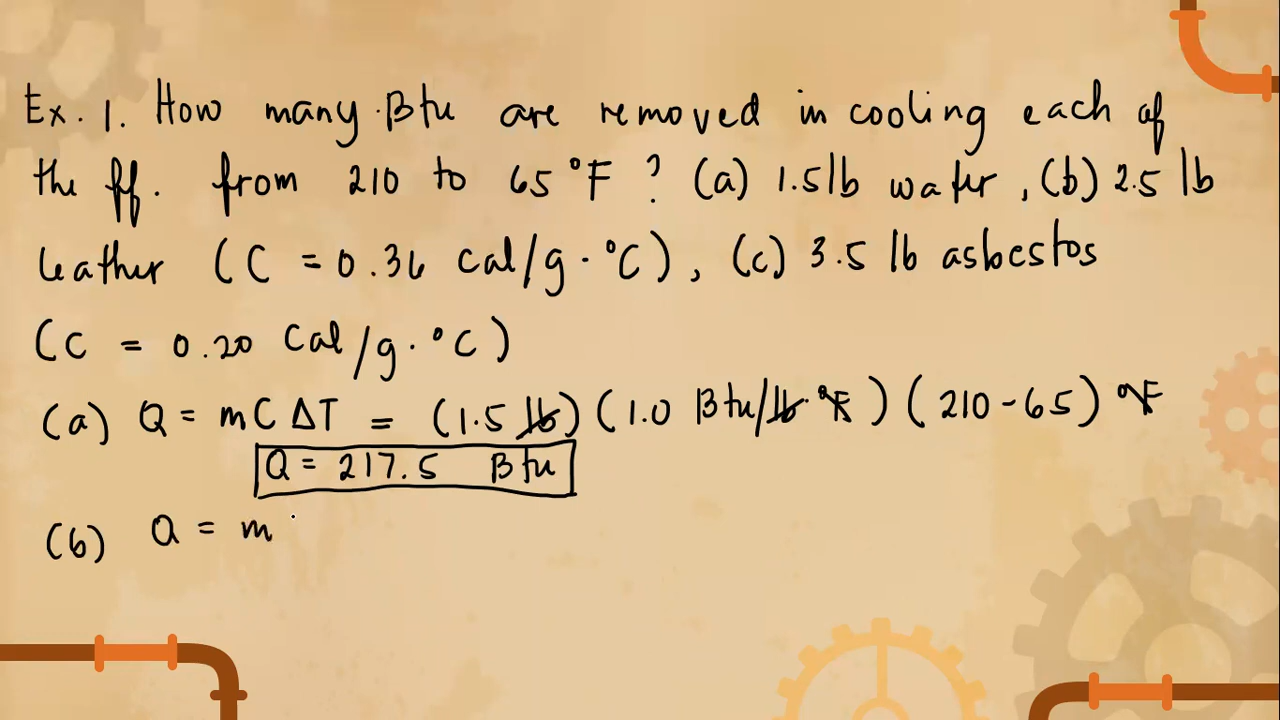 Ex. 1. How many Btu are removed in cooling each of
the ff. from 210 to 65 °F ? (a) 1.5 lb water, (b) 2.5 lb
leather (C = 0.36 cal/g·°C), (c) 3.5 lb asbestos
(C = 0.20 Cal/g·°C)
(a) Q = mCΔT = (1.5 lb) (1.0 Btu/lb·°F) (210-65) °F
Q = 217.5 Btu
(b) Q = m